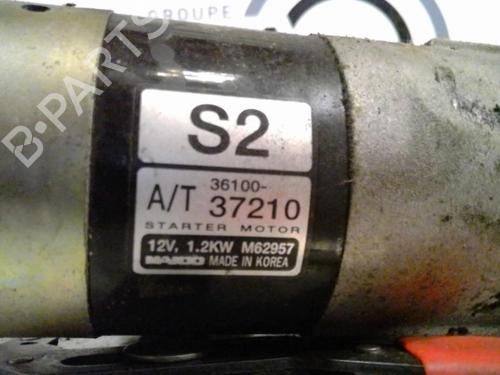 GROUPE
B-PARTS
S2
36100-
A/T 37210
STARTER MOTOR
12V, 1.2KW M62957
MANDO MADE IN KOREA